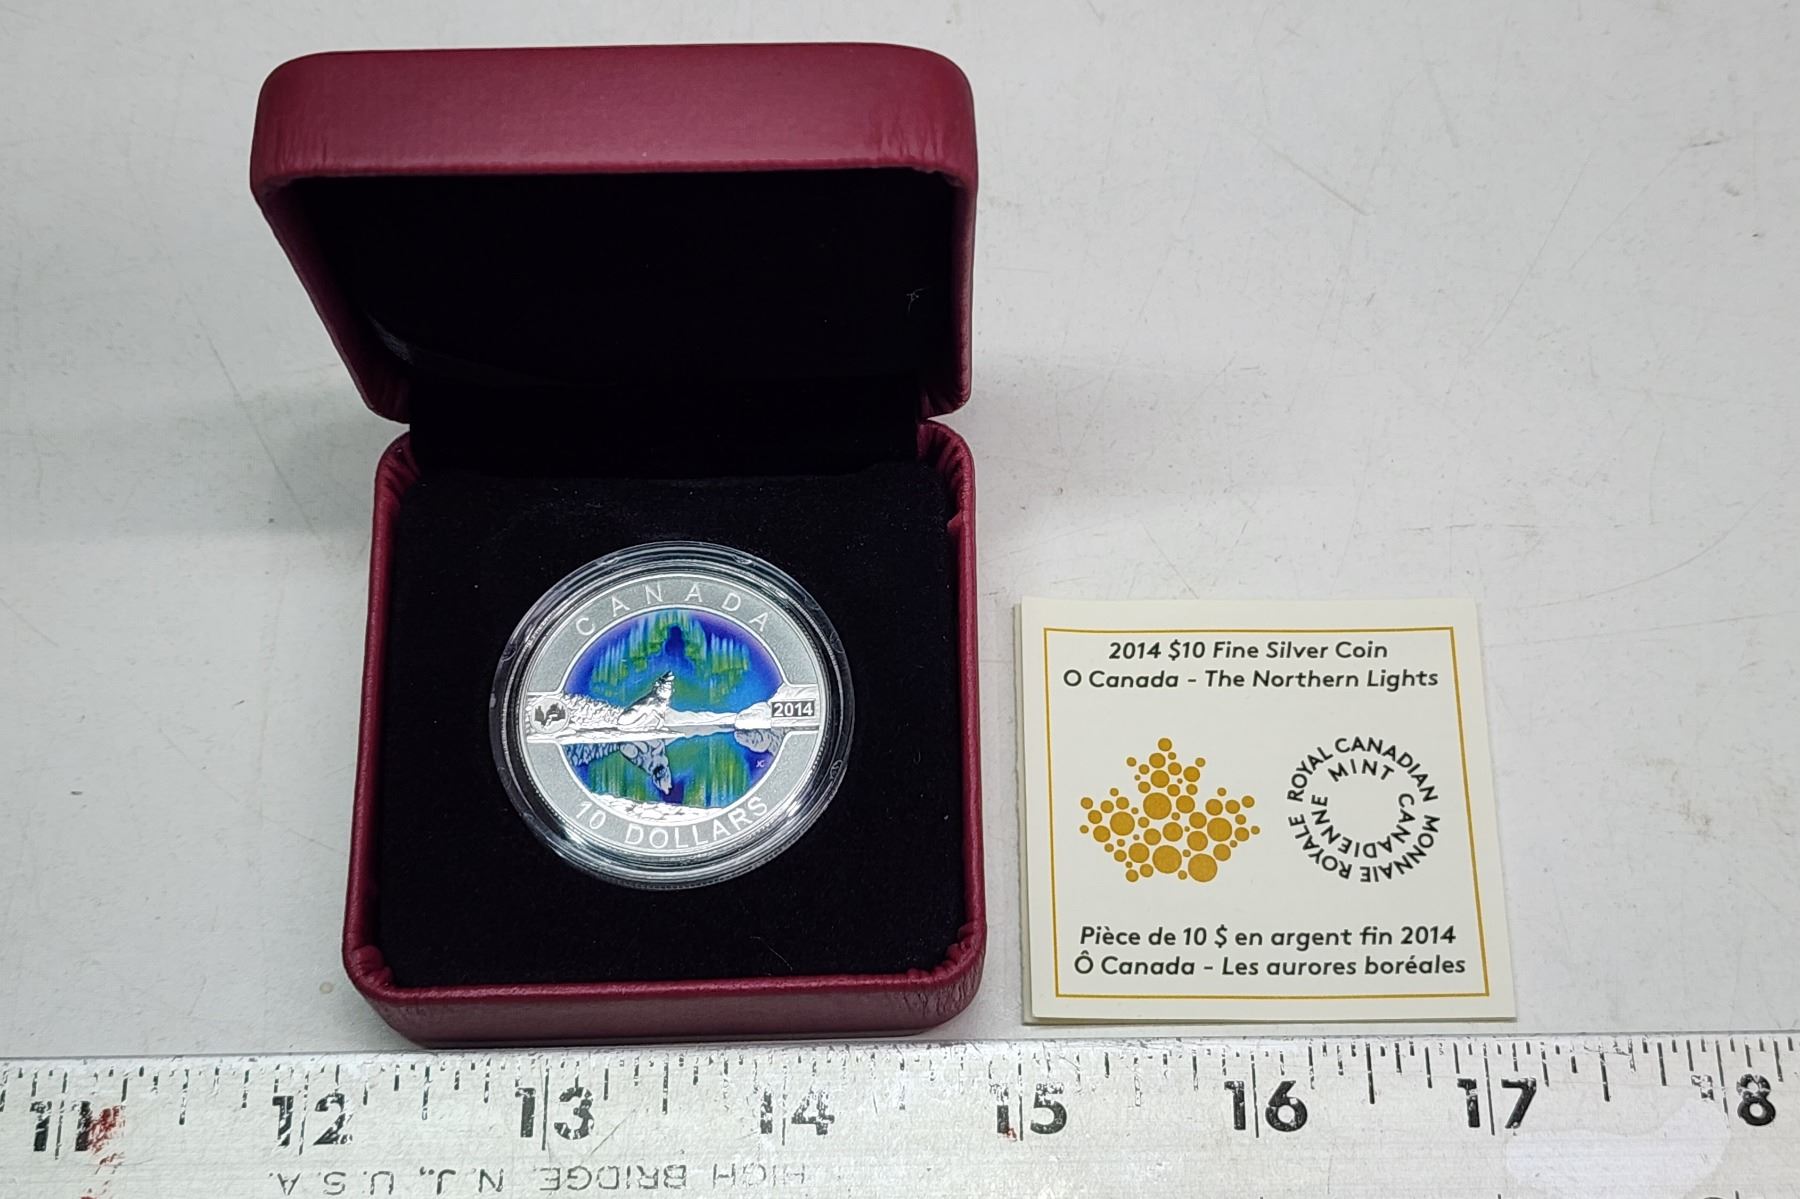 CANADA
2014
JC
10 DOLLARS
2014 $10 Fine Silver Coin
O Canada - The Northern Lights
ROYAL CANADIAN MINT
MONNAIE ROYALE CANADIENNE
Pièce de 10 $ en argent fin 2014
Ô Canada - Les aurores boréales
11 12 13 14 15 16 17 18
HIGH BRIDGE, N.J., U.S.A.